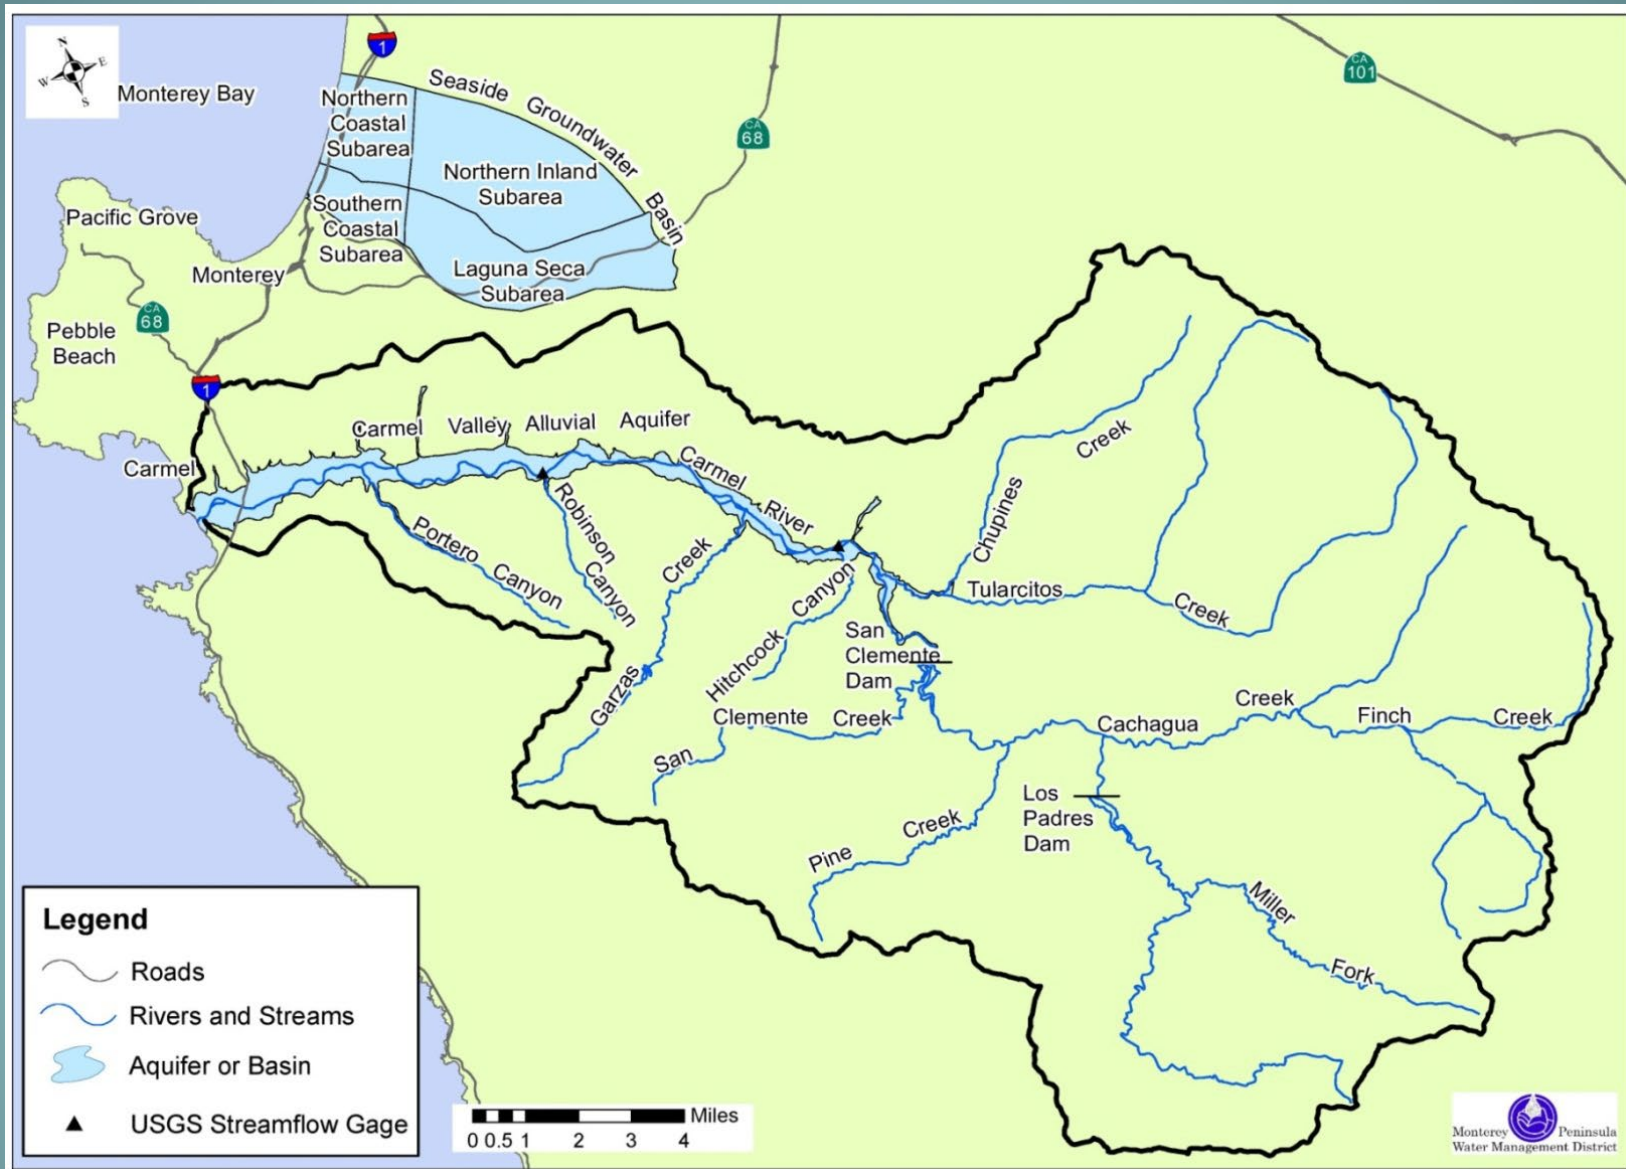 N
W
E
S
Monterey Bay
1
CA
101
Seaside Groundwater Basin
Northern
Coastal
Subarea
CA
68
Northern Inland
Subarea
Southern
Coastal
Subarea
Pacific Grove
Monterey
Laguna Seca
Subarea
CA
68
Pebble
Beach
1
Carmel Valley Alluvial Aquifer
Carmel
Carmel River
Creek
Chupines
Robinson
Canyon
Portero Canyon
Creek
Garzas
Hitchcock Canyon
Tularcitos
Creek
San
Clemente
Dam
San Clemente Creek
Cachagua Creek
Finch Creek
Los
Padres
Dam
Pine Creek
Miller Fork
Legend
Roads
Rivers and Streams
Aquifer or Basin
USGS Streamflow Gage
Miles
0 0.5 1 2 3 4
Monterey Peninsula
Water Management District